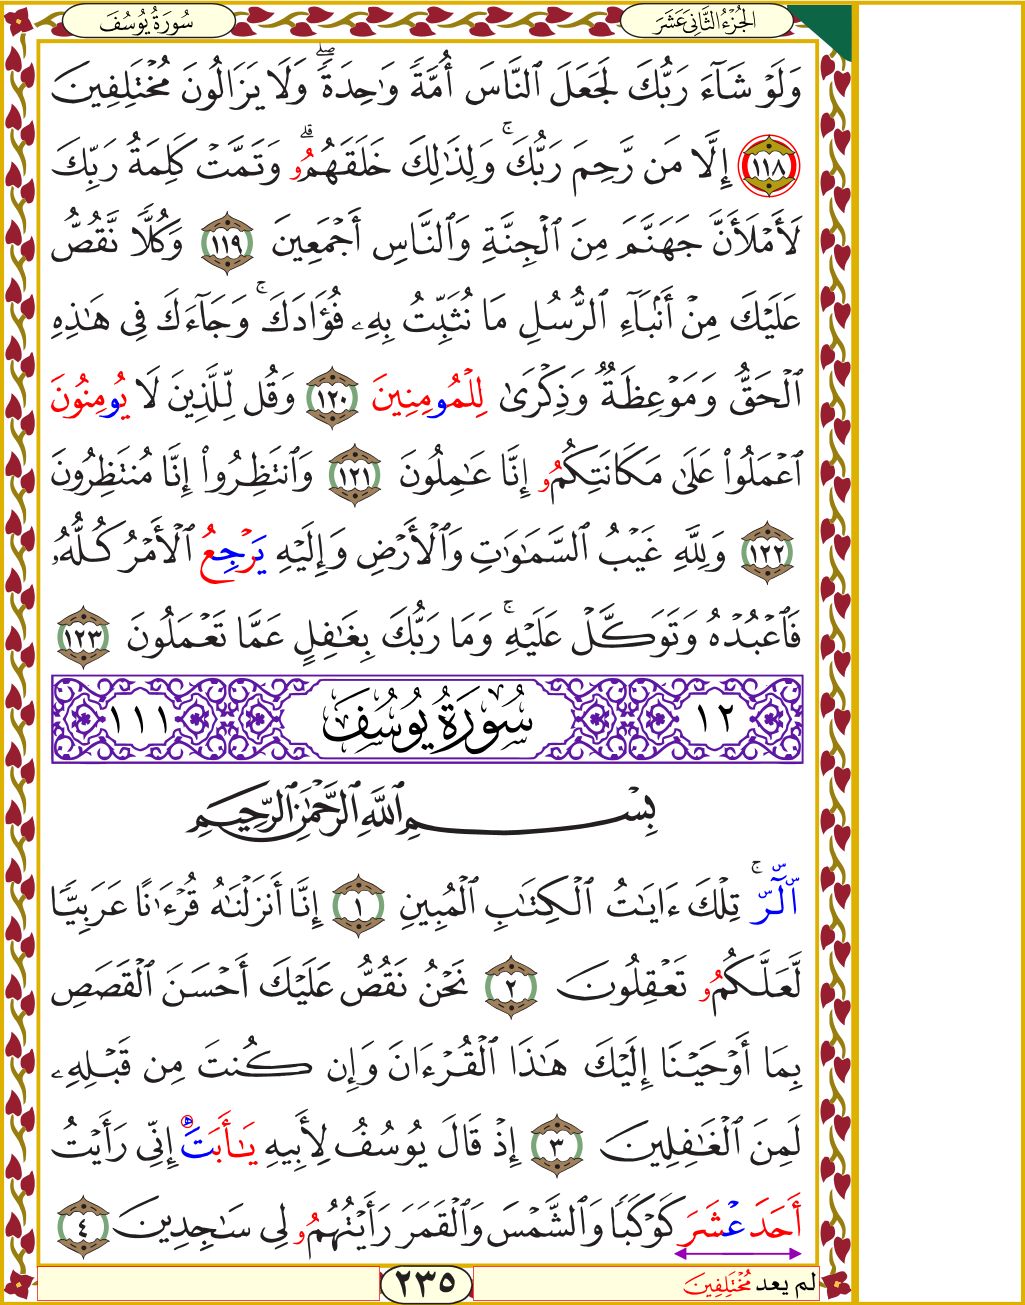 سُورَةُ يُوسُفَ
الجُزْءُ الثَّانِيَ عَشَرَ
وَلَوۡ شَآءَ رَبُّكَ لَجَعَلَ ٱلنَّاسَ أُمَّةٗ وَٰحِدَةٗۖ وَلَا يَزَالُونَ مُخۡتَلِفِينَ
١١٨ إِلَّا مَن رَّحِمَ رَبُّكَۚ وَلِذَٰلِكَ خَلَقَهُمُۥۗ وَتَمَّتۡ كَلِمَةُ رَبِّكَ
لَأَمۡلَأَنَّ جَهَنَّمَ مِنَ ٱلۡجِنَّةِ وَٱلنَّاسِ أَجۡمَعِينَ ١١٩ وَكُلّٗا نَّقُصُّ
عَلَيۡكَ مِنۡ أَنۢبَآءِ ٱلرُّسُلِ مَا نُثَبِّتُ بِهِۦ فُؤَادَكَۚ وَجَآءَكَ فِي هَٰذِهِ
ٱلۡحَقُّ وَمَوۡعِظَةٞ وَذِكۡرَىٰ لِلۡمُومِنِينَ ١٢٠ وَقُل لِّلَّذِينَ لَا يُومِنُونَ
ٱعۡمَلُواْ عَلَىٰ مَكَانَتِكُمُۥ إِنَّا عَٰمِلُونَ ١٢١ وَٱنتَظِرُوٓاْ إِنَّا مُنتَظِرُونَ
١٢٢ وَلِلَّهِ غَيۡبُ ٱلسَّمَٰوَٰتِ وَٱلۡأَرۡضِ وَإِلَيۡهِ يَرۡجِعُ ٱلۡأَمۡرُ كُلُّهُۥ
فَٱعۡبُدۡهُ وَتَوَكَّلۡ عَلَيۡهِۚ وَمَا رَبُّكَ بِغَٰفِلٍ عَمَّا تَعۡمَلُونَ ١٢٣
١٢ سُورَةُ يُوسُفَ ١١١
بِسۡمِ ٱللَّهِ ٱلرَّحۡمَٰنِ ٱلرَّحِيمِ
الٓرۚ تِلۡكَ ءَايَٰتُ ٱلۡكِتَٰبِ ٱلۡمُبِينِ ١ إِنَّآ أَنزَلۡنَٰهُ قُرۡءَٰنًا عَرَبِيّٗا
لَّعَلَّكُمُۥ تَعۡقِلُونَ ٢ نَحۡنُ نَقُصُّ عَلَيۡكَ أَحۡسَنَ ٱلۡقَصَصِ
بِمَآ أَوۡحَيۡنَآ إِلَيۡكَ هَٰذَا ٱلۡقُرۡءَانَ وَإِن كُنتَ مِن قَبۡلِهِۦ
لَمِنَ ٱلۡغَٰفِلِينَ ٣ إِذۡ قَالَ يُوسُفُ لِأَبِيهِ يَٰٓأَبَتَ إِنِّي رَأَيۡتُ
أَحَدَ عۡشَرَ كَوۡكَبٗا وَٱلشَّمۡسَ وَٱلۡقَمَرَ رَأَيۡتُهُمُۥ لِي سَٰجِدِينَ ٤
لم يعد مُخۡتَلِفِينَ
٢٣٥